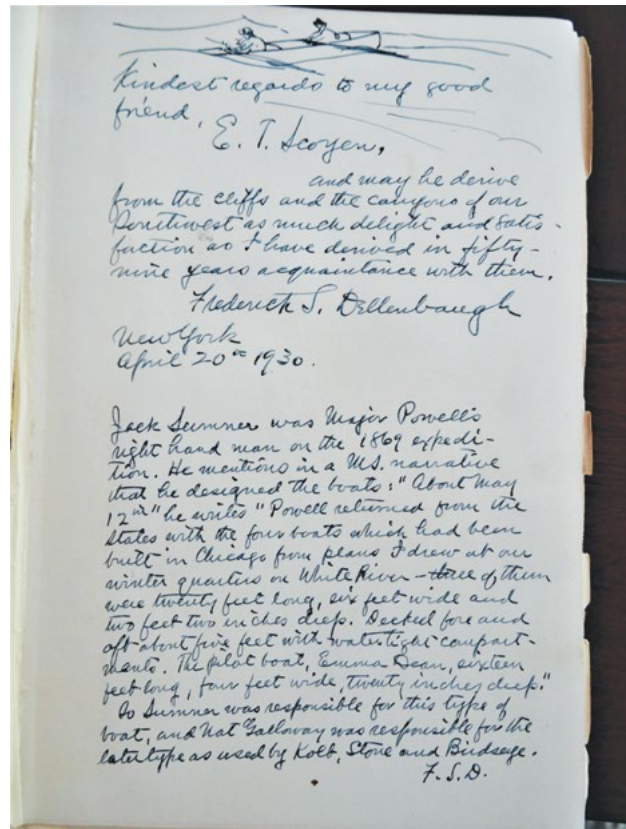 Kindest regards to my good
friend,
E. T. Scoyen,
and may he derive
from the cliffs and the canyons of our
Southwest as much delight and satis-
faction as I have derived in fifty-
nine years acquaintance with them.
Frederick S. Dellenbaugh
New York
April 20th 1930.
Jack Sumner was Major Powell's
right hand man on the 1869 expedi-
tion. He mentions in a MS. narrative
that he designed the boats: "About May
12th" he writes "Powell returned from the
States with the four boats which had been
built in Chicago from plans I drew at our
winter quarters on White River - three of them
were twenty feet long, six feet wide and
two feet two inches deep. Decked fore and
aft about five feet with watertight compart-
ments. The pilot boat, Emma Dean, sixteen
feet long, four feet wide, twenty inches deep."
So Sumner was responsible for this type of
boat, and Nat Galloway was responsible for the
later type as used by Kolb, Stone and Birdseye.
F. S. D.